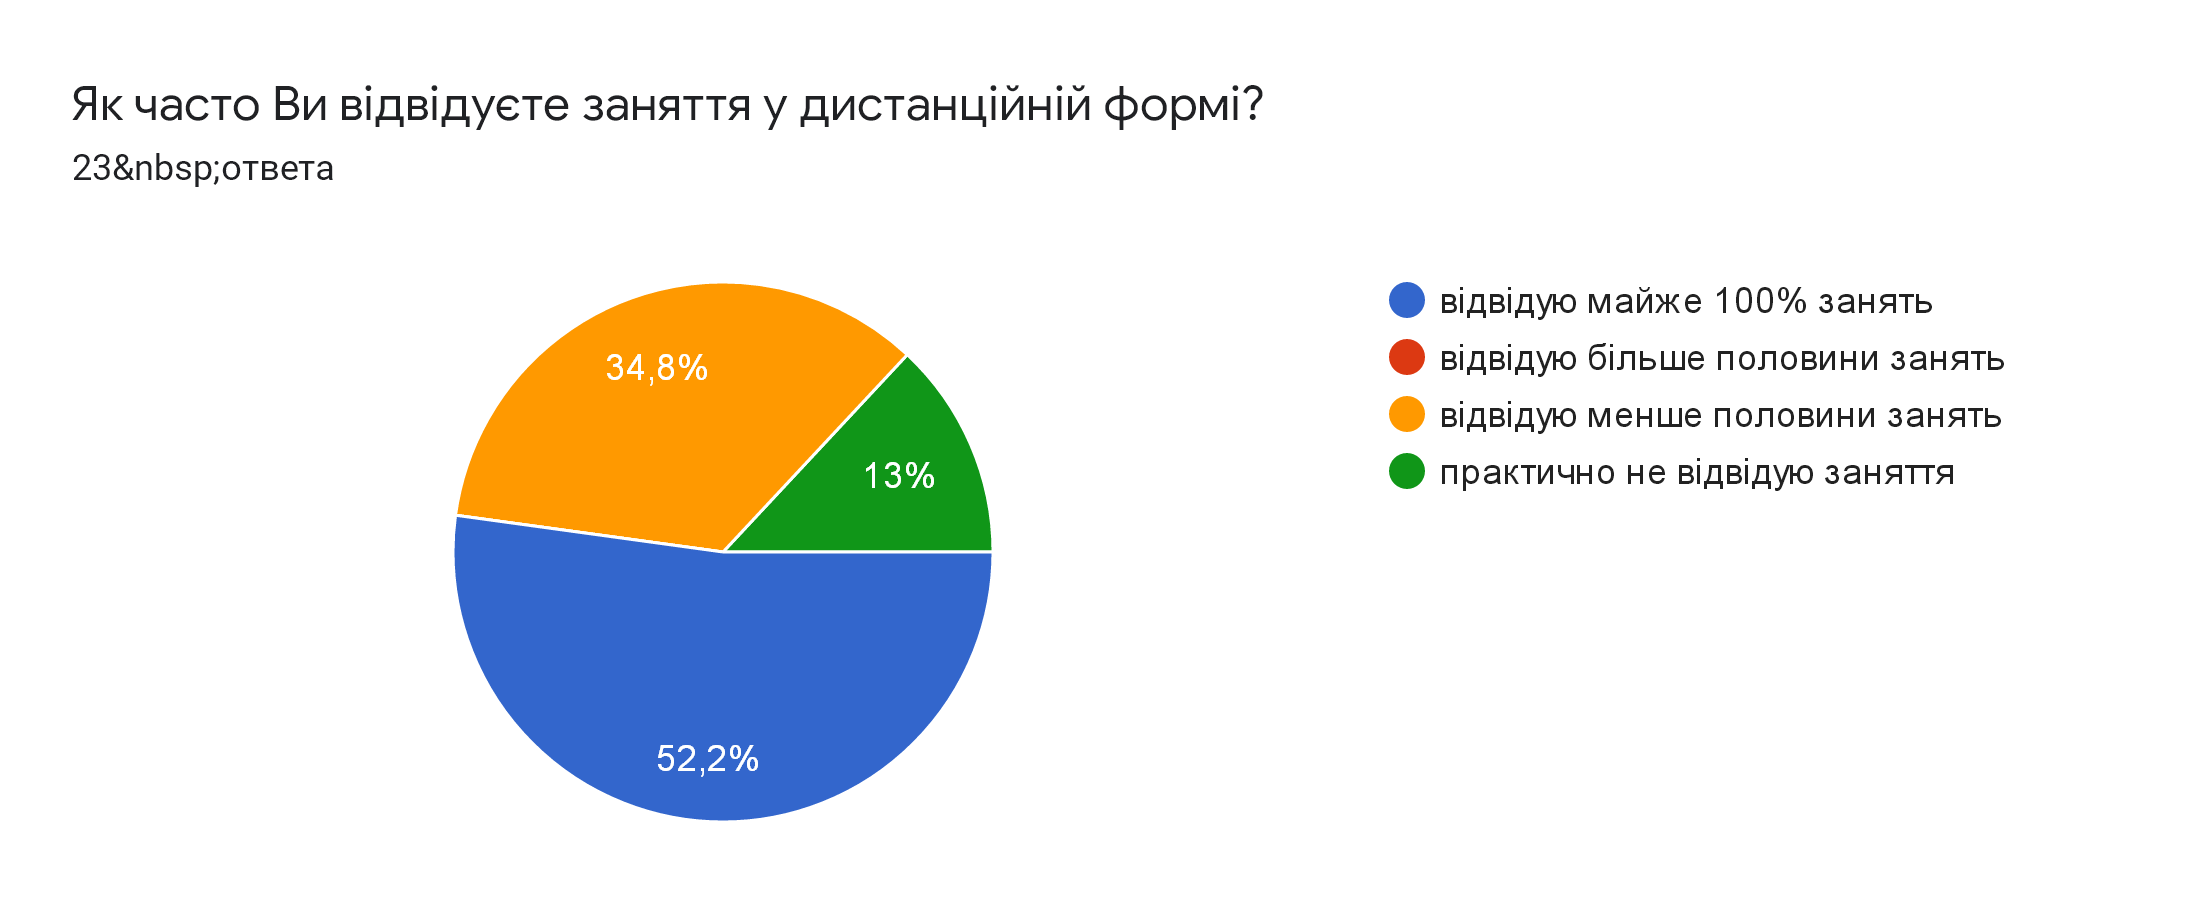 Як часто Ви відвідуєте заняття у дистанційній формі?
23&nbsp;ответа
відвідую майже 100% занять
відвідую більше половини занять
відвідую менше половини занять
практично не відвідую заняття
34,8%
13%
52,2%